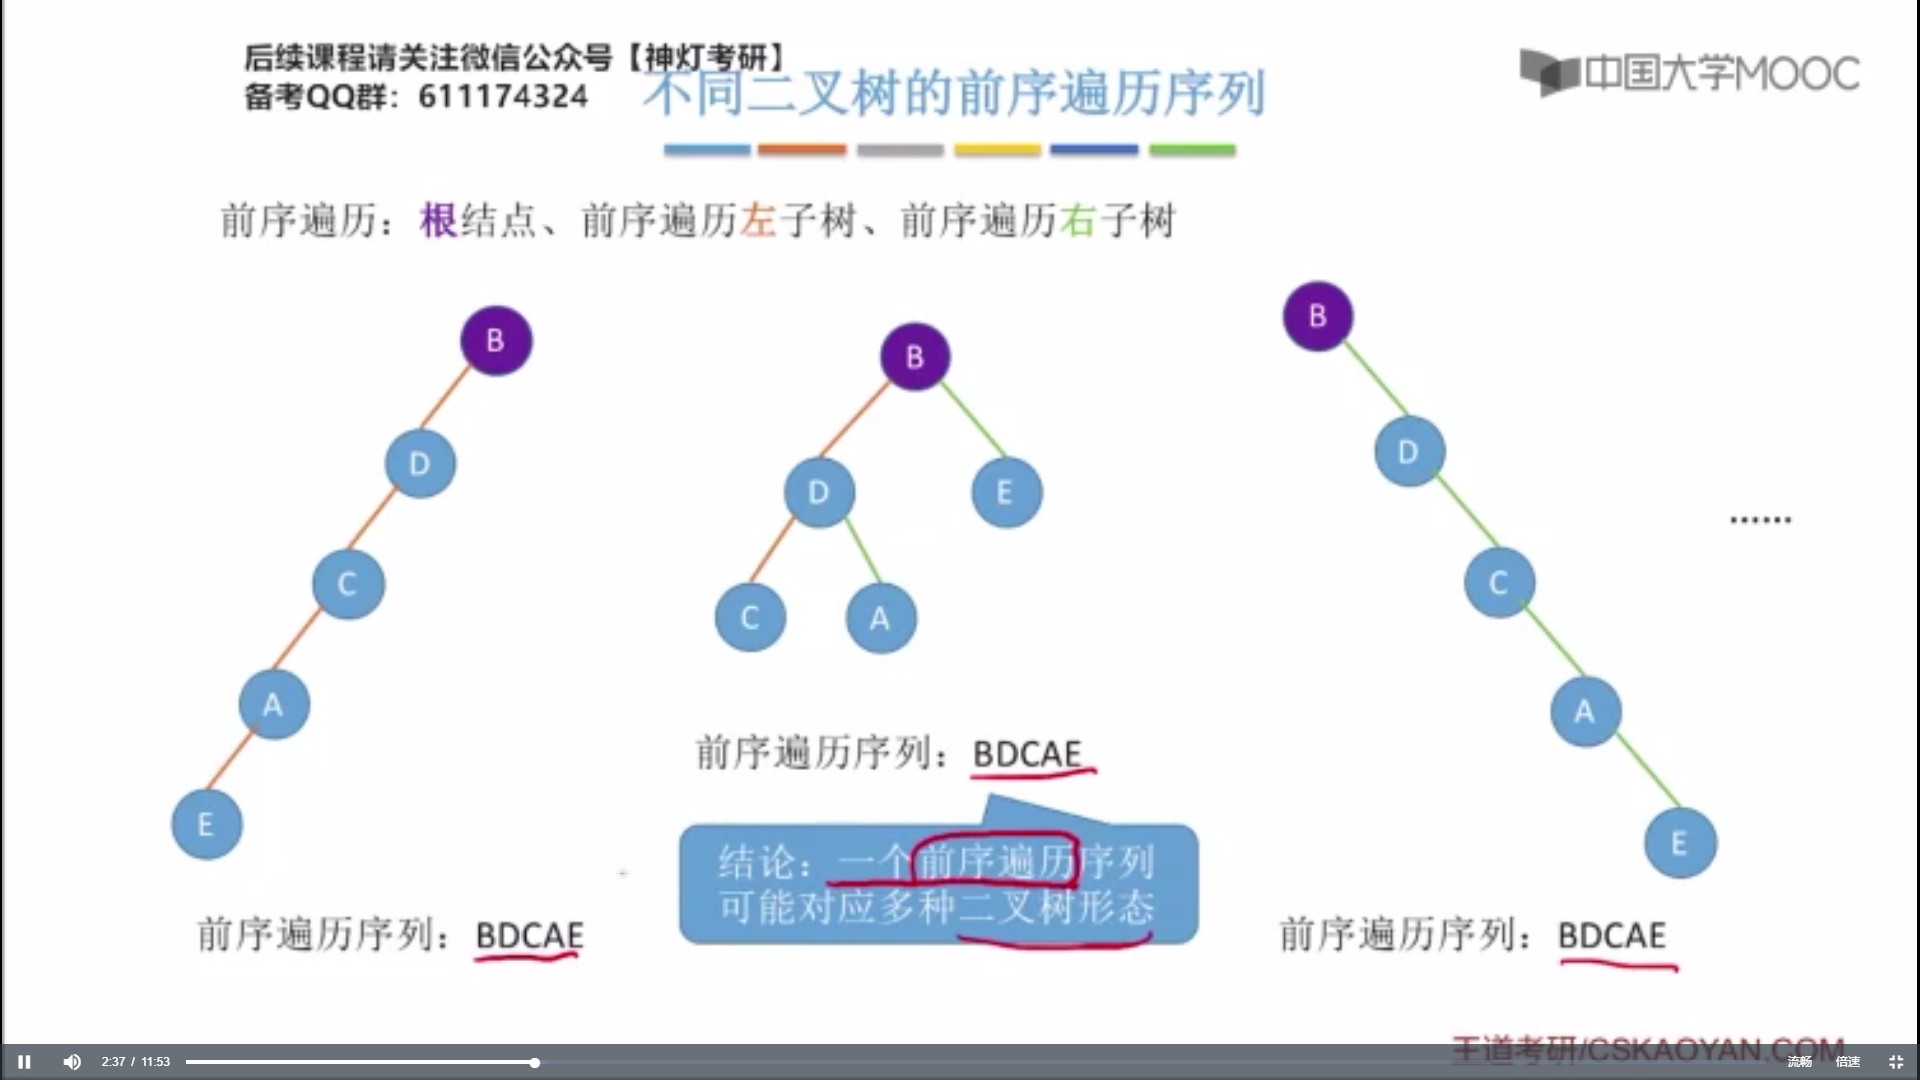 后续课程请关注微信公众号【神灯考研】
备考QQ群：611174324
不同二叉树的前序遍历序列
中国大学MOOC
前序遍历：根结点、前序遍历左子树、前序遍历右子树
B
D
C
A
E
前序遍历序列：BDCAE
B
D
E
C
A
前序遍历序列：BDCAE
结论：一个前序遍历序列
可能对应多种二叉树形态
B
D
C
A
E
前序遍历序列：BDCAE
......
王道考研/CSKAOYAN.COM
2:37 / 11:53
流畅
倍速